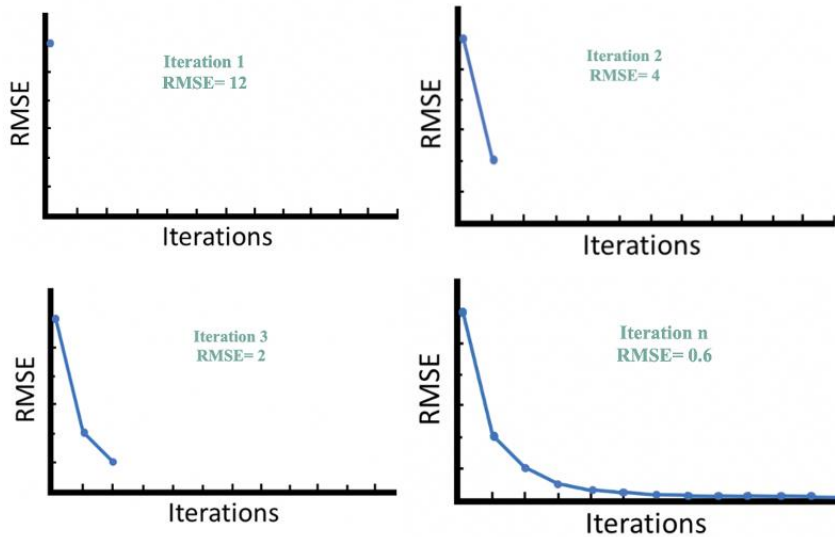 RMSE
Iteration 1
RMSE= 12
Iterations
RMSE
Iteration 2
RMSE= 4
Iterations
RMSE
Iteration 3
RMSE= 2
Iterations
RMSE
Iteration n
RMSE= 0.6
Iterations